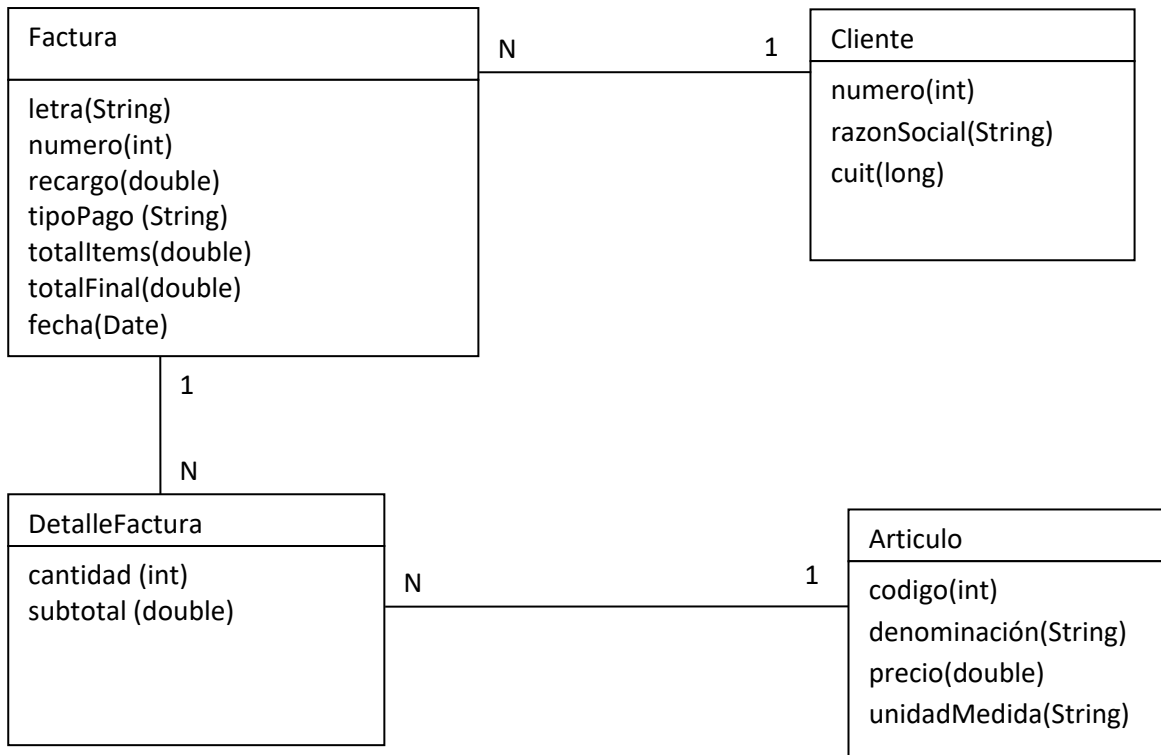 Factura
letra(String)
numero(int)
recargo(double)
tipoPago (String)
totalItems(double)
totalFinal(double)
fecha(Date)
N
1
Cliente
numero(int)
razonSocial(String)
cuit(long)
1
N
DetalleFactura
cantidad (int)
subtotal (double)
N
1
Articulo
codigo(int)
denominación(String)
precio(double)
unidadMedida(String)